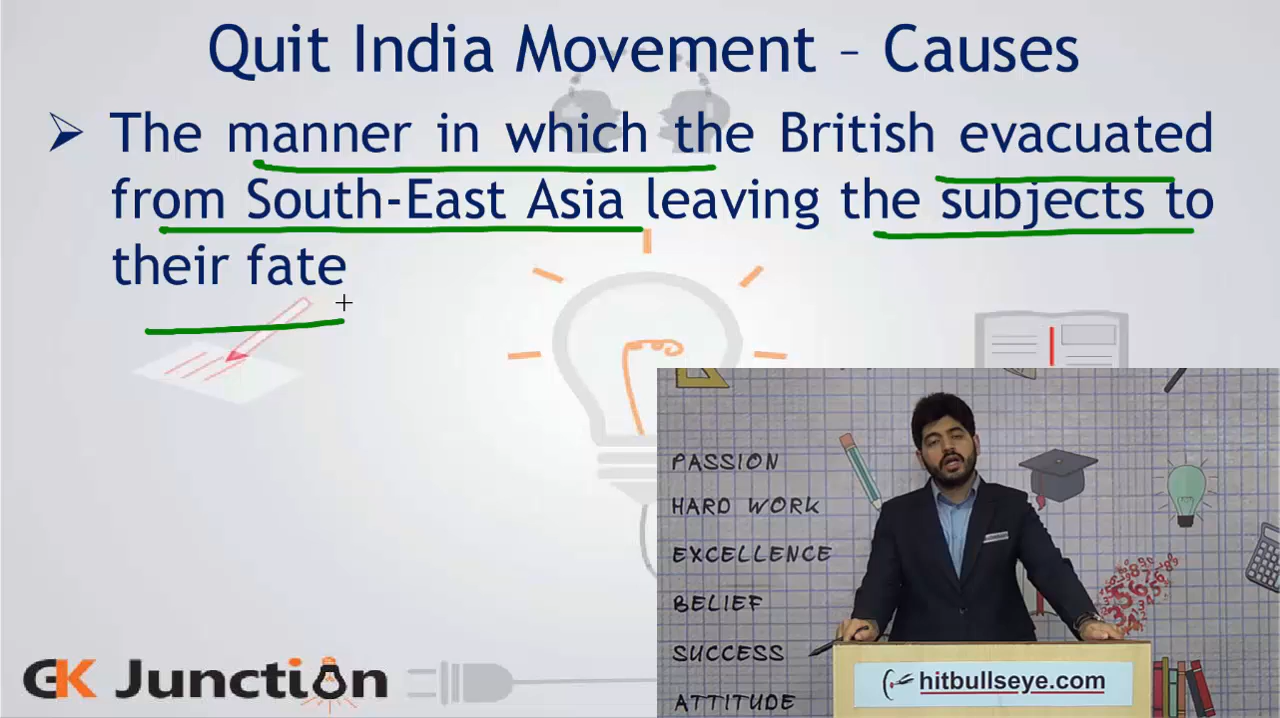 Quit India Movement – Causes
➢ The manner in which the British evacuated
from South-East Asia leaving the subjects to
their fate
PASSION
HARD WORK
EXCELLENCE
BELIEF
SUCCESS
ATTITUDE
GK Junction
hitbullseye.com